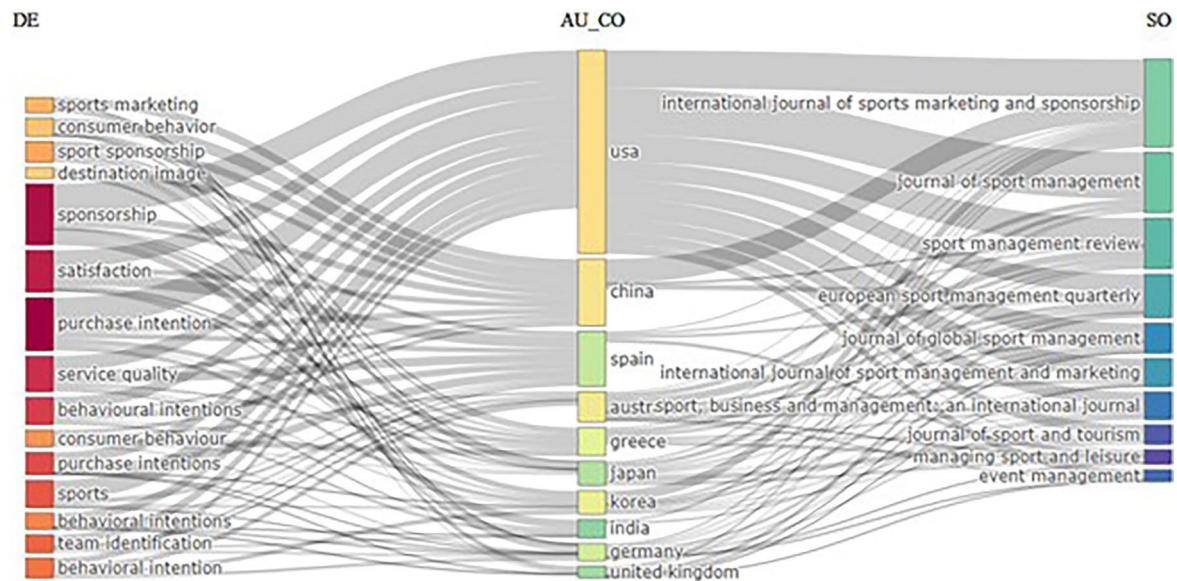 DE
AU_CO
SO
sports marketing
consumer behavior
sport sponsorship
destination image
sponsorship
satisfaction
purchase intention
service quality
behavioural intentions
consumer behaviour
purchase intentions
sports
behavioral intentions
team identification
behavioral intention
usa
china
spain
austr
greece
japan
korea
india
germany
united kingdom
international journal of sports marketing and sponsorship
journal of sport management
sport management review
european sport management quarterly
journal of global sport management
international journal of sport management and marketing
sport, business and management: an international journal
journal of sport and tourism
managing sport and leisure
event management